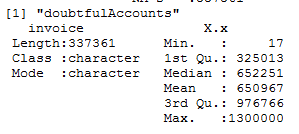 [1] "doubtfulAccounts"
invoice X.x
Length:337361 Min. : 17
Class :character 1st Qu.: 325013
Mode :character Median : 652251
Mean : 650967
3rd Qu.: 976766
Max. :1300000